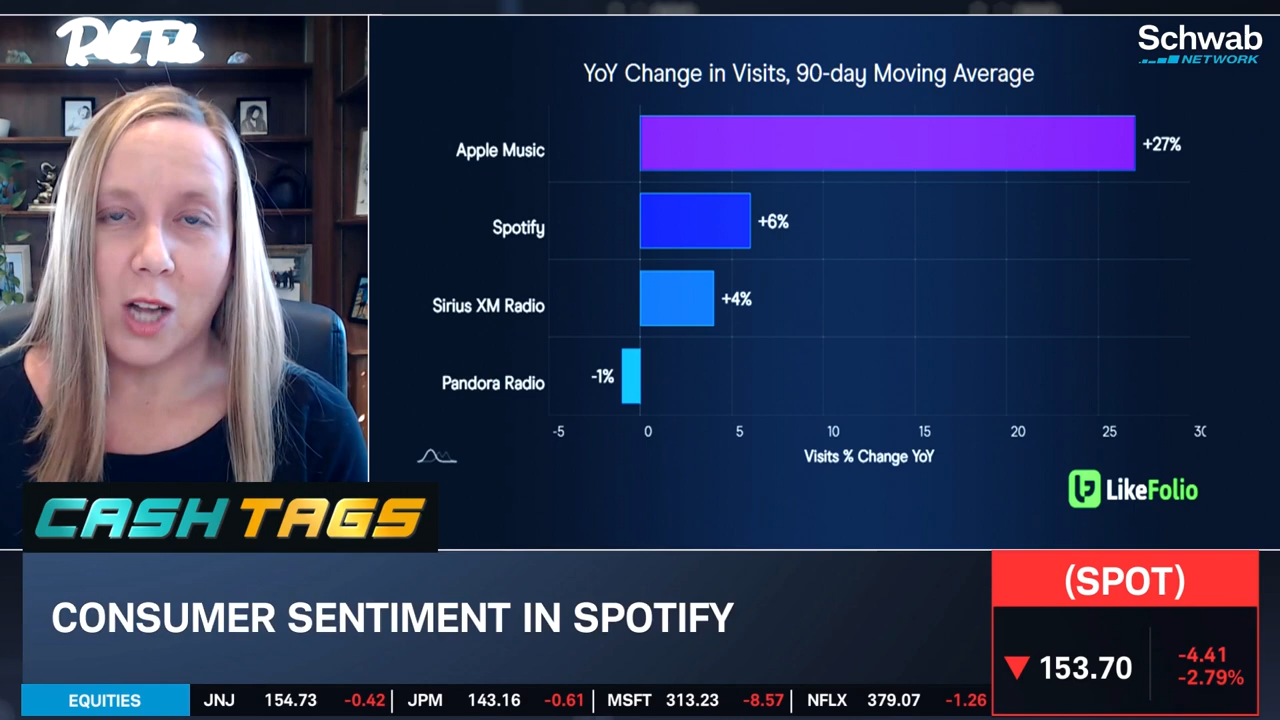 Schwab
NETWORK
YoY Change in Visits, 90-day Moving Average
Apple Music
+27%
Spotify
+6%
Sirius XM Radio
+4%
Pandora Radio
-1%
-5 0 5 10 15 20 25
Visits % Change YoY
LikeFolio
CASH TAGS
CONSUMER SENTIMENT IN SPOTIFY
(SPOT)
153.70
-4.41
-2.79%
EQUITIES JNJ 154.73 -0.42 JPM 143.16 -0.61 MSFT 313.23 -8.57 NFLX 379.07 -1.26